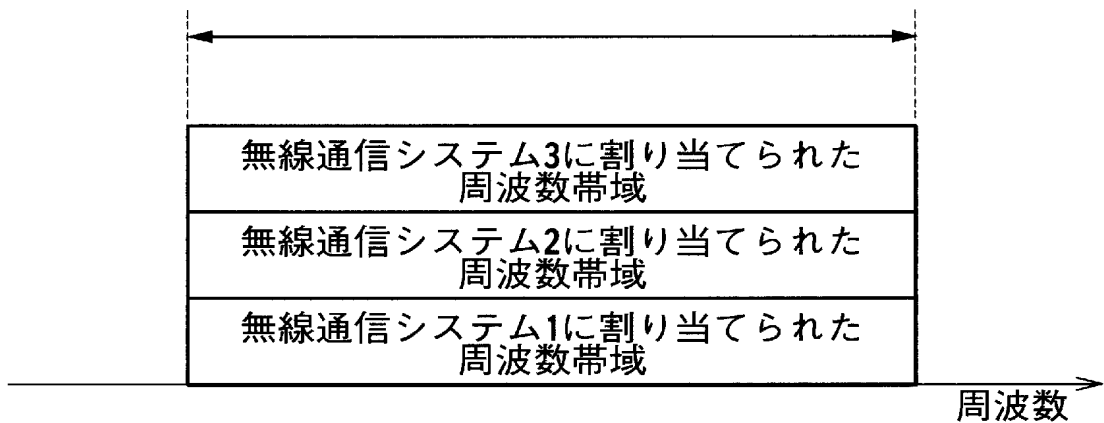 無線通信システム3に割り当てられた
周波数帯域
無線通信システム2に割り当てられた
周波数帯域
無線通信システム1に割り当てられた
周波数帯域
周波数